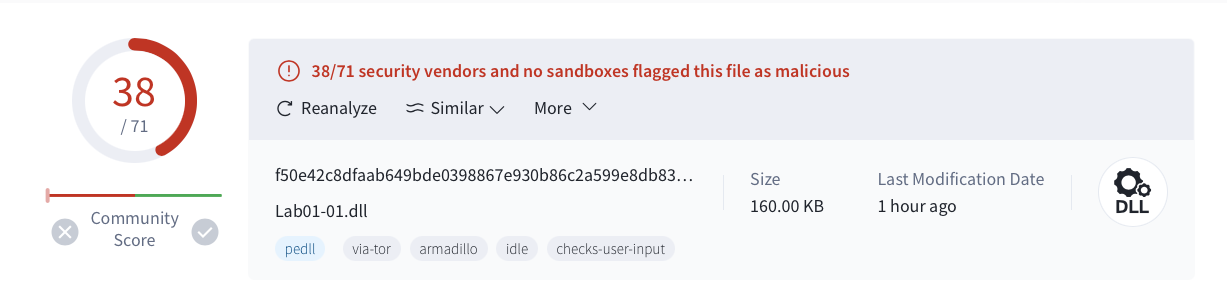 38
/ 71
Community
Score
38/71 security vendors and no sandboxes flagged this file as malicious
Reanalyze Similar More
f50e42c8dfaab649bde0398867e930b86c2a599e8db83...
Lab01-01.dll
pedll via-tor armadillo idle checks-user-input
Size
160.00 KB
Last Modification Date
1 hour ago
DLL